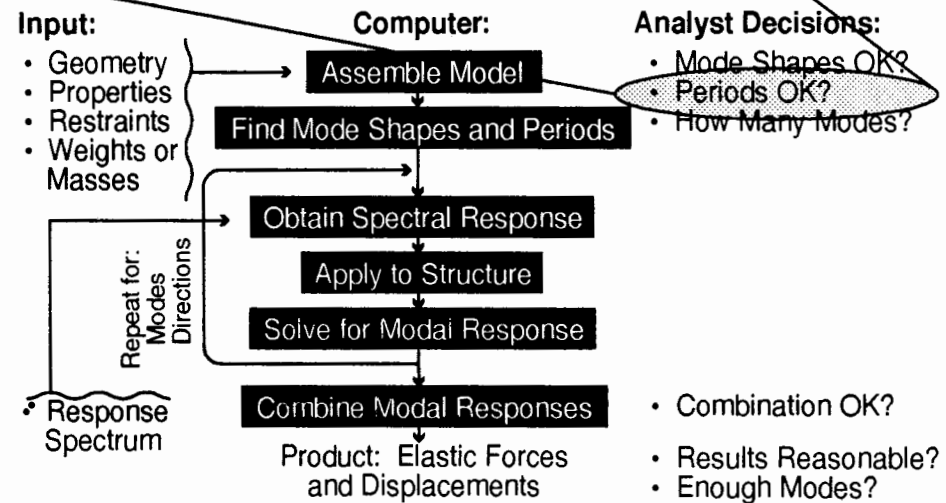 Input:
• Geometry
• Properties
• Restraints
• Weights or
Masses
Repeat for:
Modes
Directions
Response
Spectrum
Computer:
Assemble Model
Find Mode Shapes and Periods
Obtain Spectral Response
Apply to Structure
Solve for Modal Response
Combine Modal Responses
Product: Elastic Forces
and Displacements
Analyst Decisions:
• Mode Shapes OK?
• Periods OK?
• How Many Modes?
• Combination OK?
• Results Reasonable?
• Enough Modes?